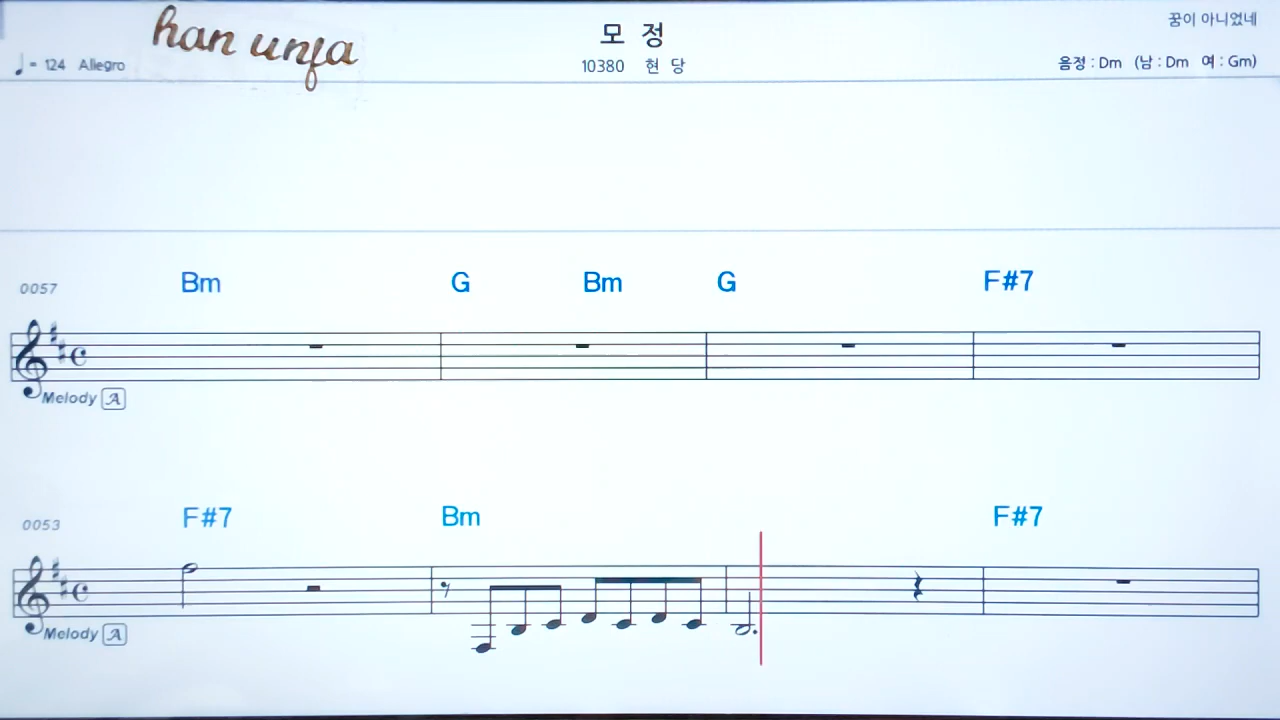 han unja
모 정
꿈이 아니었네
♩= 124 Allegro
10380 현 당
음정 : Dm (남 : Dm 여 : Gm)
Bm G Bm G F#7
0057
Melody A
F#7 Bm F#7
0053
Melody A